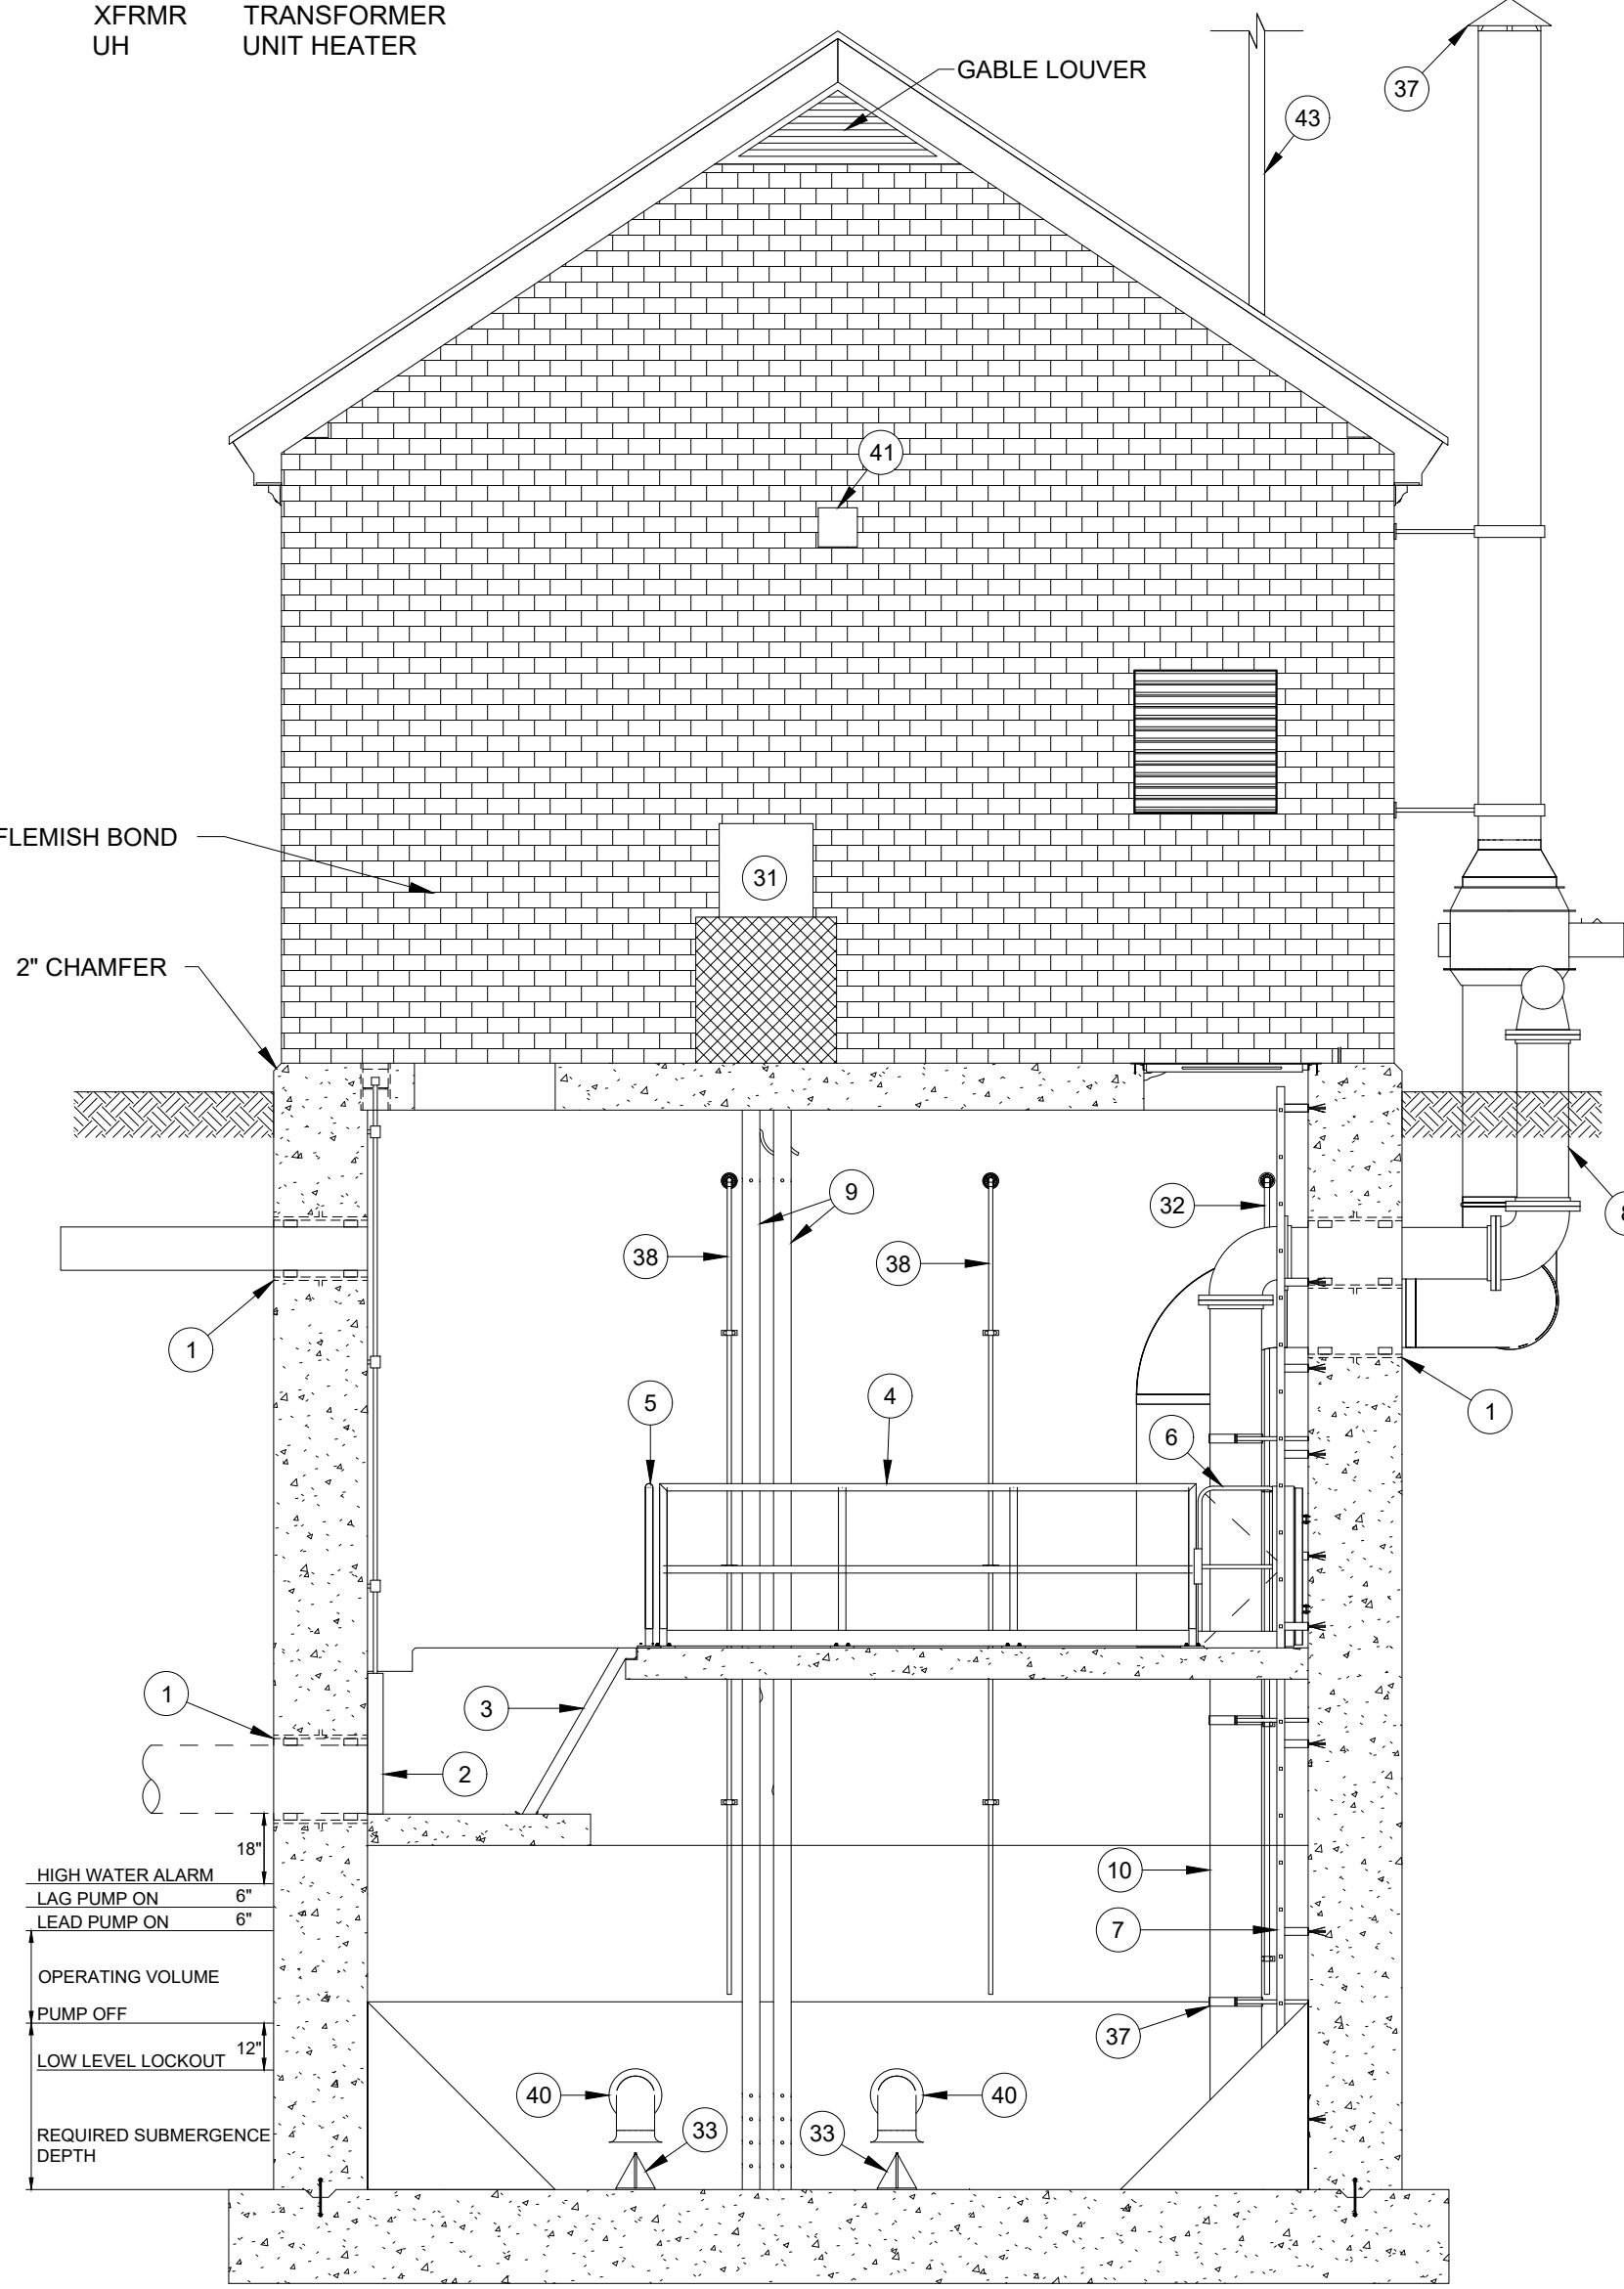 XFRMR TRANSFORMER
UH UNIT HEATER
GABLE LOUVER
37
43
41
FLEMISH BOND
31
2" CHAMFER
9
32
38
38
8
1
5
4
6
1
1
3
2
18"
HIGH WATER ALARM
LAG PUMP ON 6"
LEAD PUMP ON 6"
10
7
OPERATING VOLUME
PUMP OFF
12"
LOW LEVEL LOCKOUT
37
40
40
33
33
REQUIRED SUBMERGENCE
DEPTH